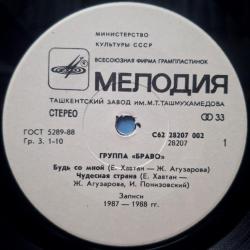 МИНИСТЕРСТВО
КУЛЬТУРЫ СССР
ВСЕСОЮЗНАЯ ФИРМА ГРАМПЛАСТИНОК
МЕЛОДИЯ
ТАШКЕНТСКИЙ ЗАВОД ИМ. М.Т. ТАШМУХАМЕДОВА
СТЕРЕО
33
ГОСТ 5289-88
Гр. 3. 1-10
С62 28207 002
28207
1
ГРУППА «БРАВО»
Будь со мной (Е. Хавтан — Ж. Агузарова)
Чудесная страна (Е. Хавтан —
Ж. Агузарова, И. Понизовский)
Записи
1987 — 1988 гг.